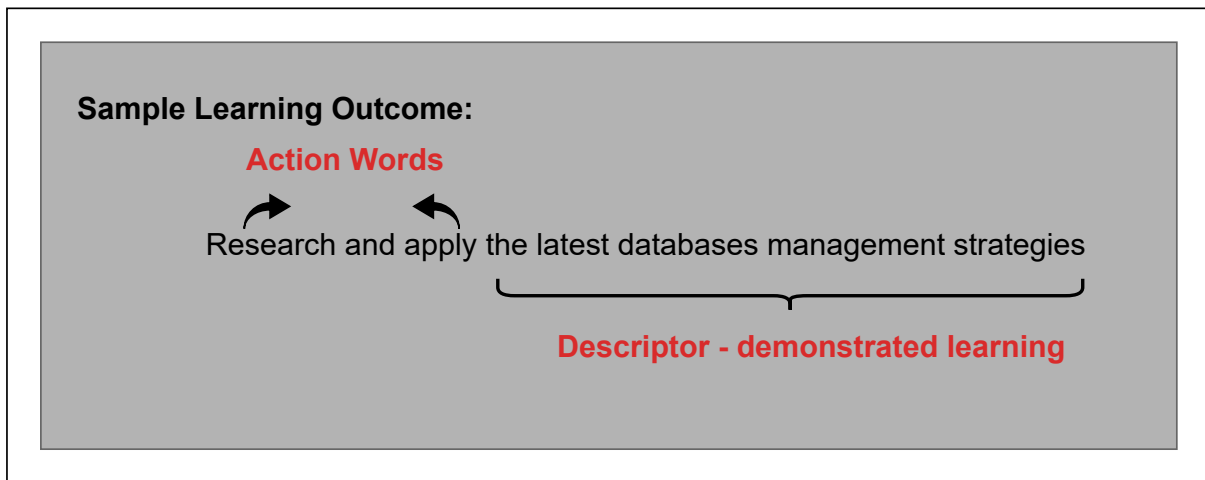 Sample Learning Outcome:
Action Words
Research and apply the latest databases management strategies
Descriptor - demonstrated learning